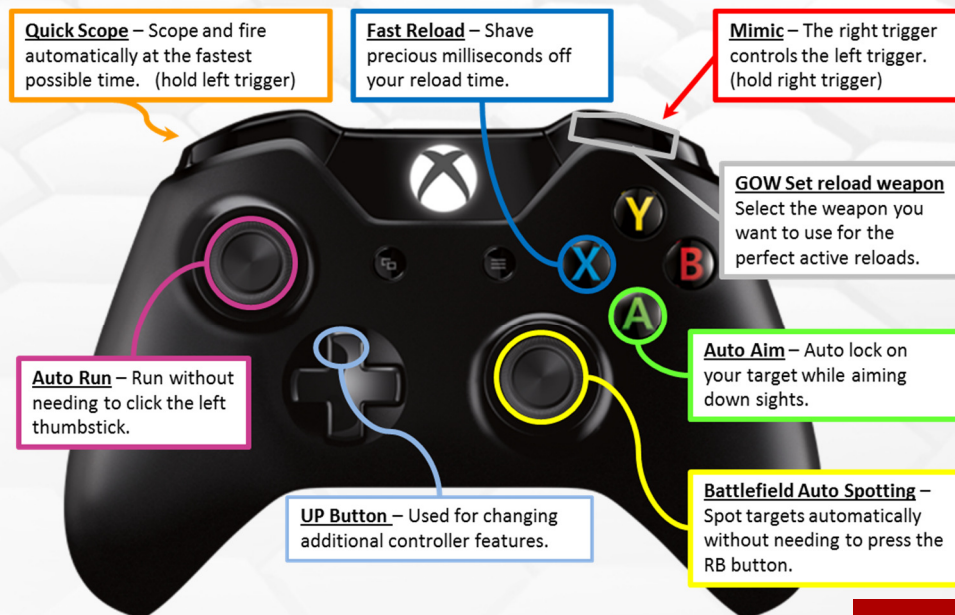 Quick Scope – Scope and fire
automatically at the fastest
possible time.   (hold left trigger)
Fast Reload – Shave
precious milliseconds off
your reload time.
Mimic – The right trigger
controls the left trigger.
(hold right trigger)
GOW Set reload weapon
Select the weapon you
want to use for the
perfect active reloads.
Y
X
B
A
Auto Run – Run without
needing to click the left
thumbstick.
Auto Aim – Auto lock on
your target while aiming
down sights.
UP Button – Used for changing
additional controller features.
Battlefield Auto Spotting –
Spot targets automatically
without needing to press the
RB button.